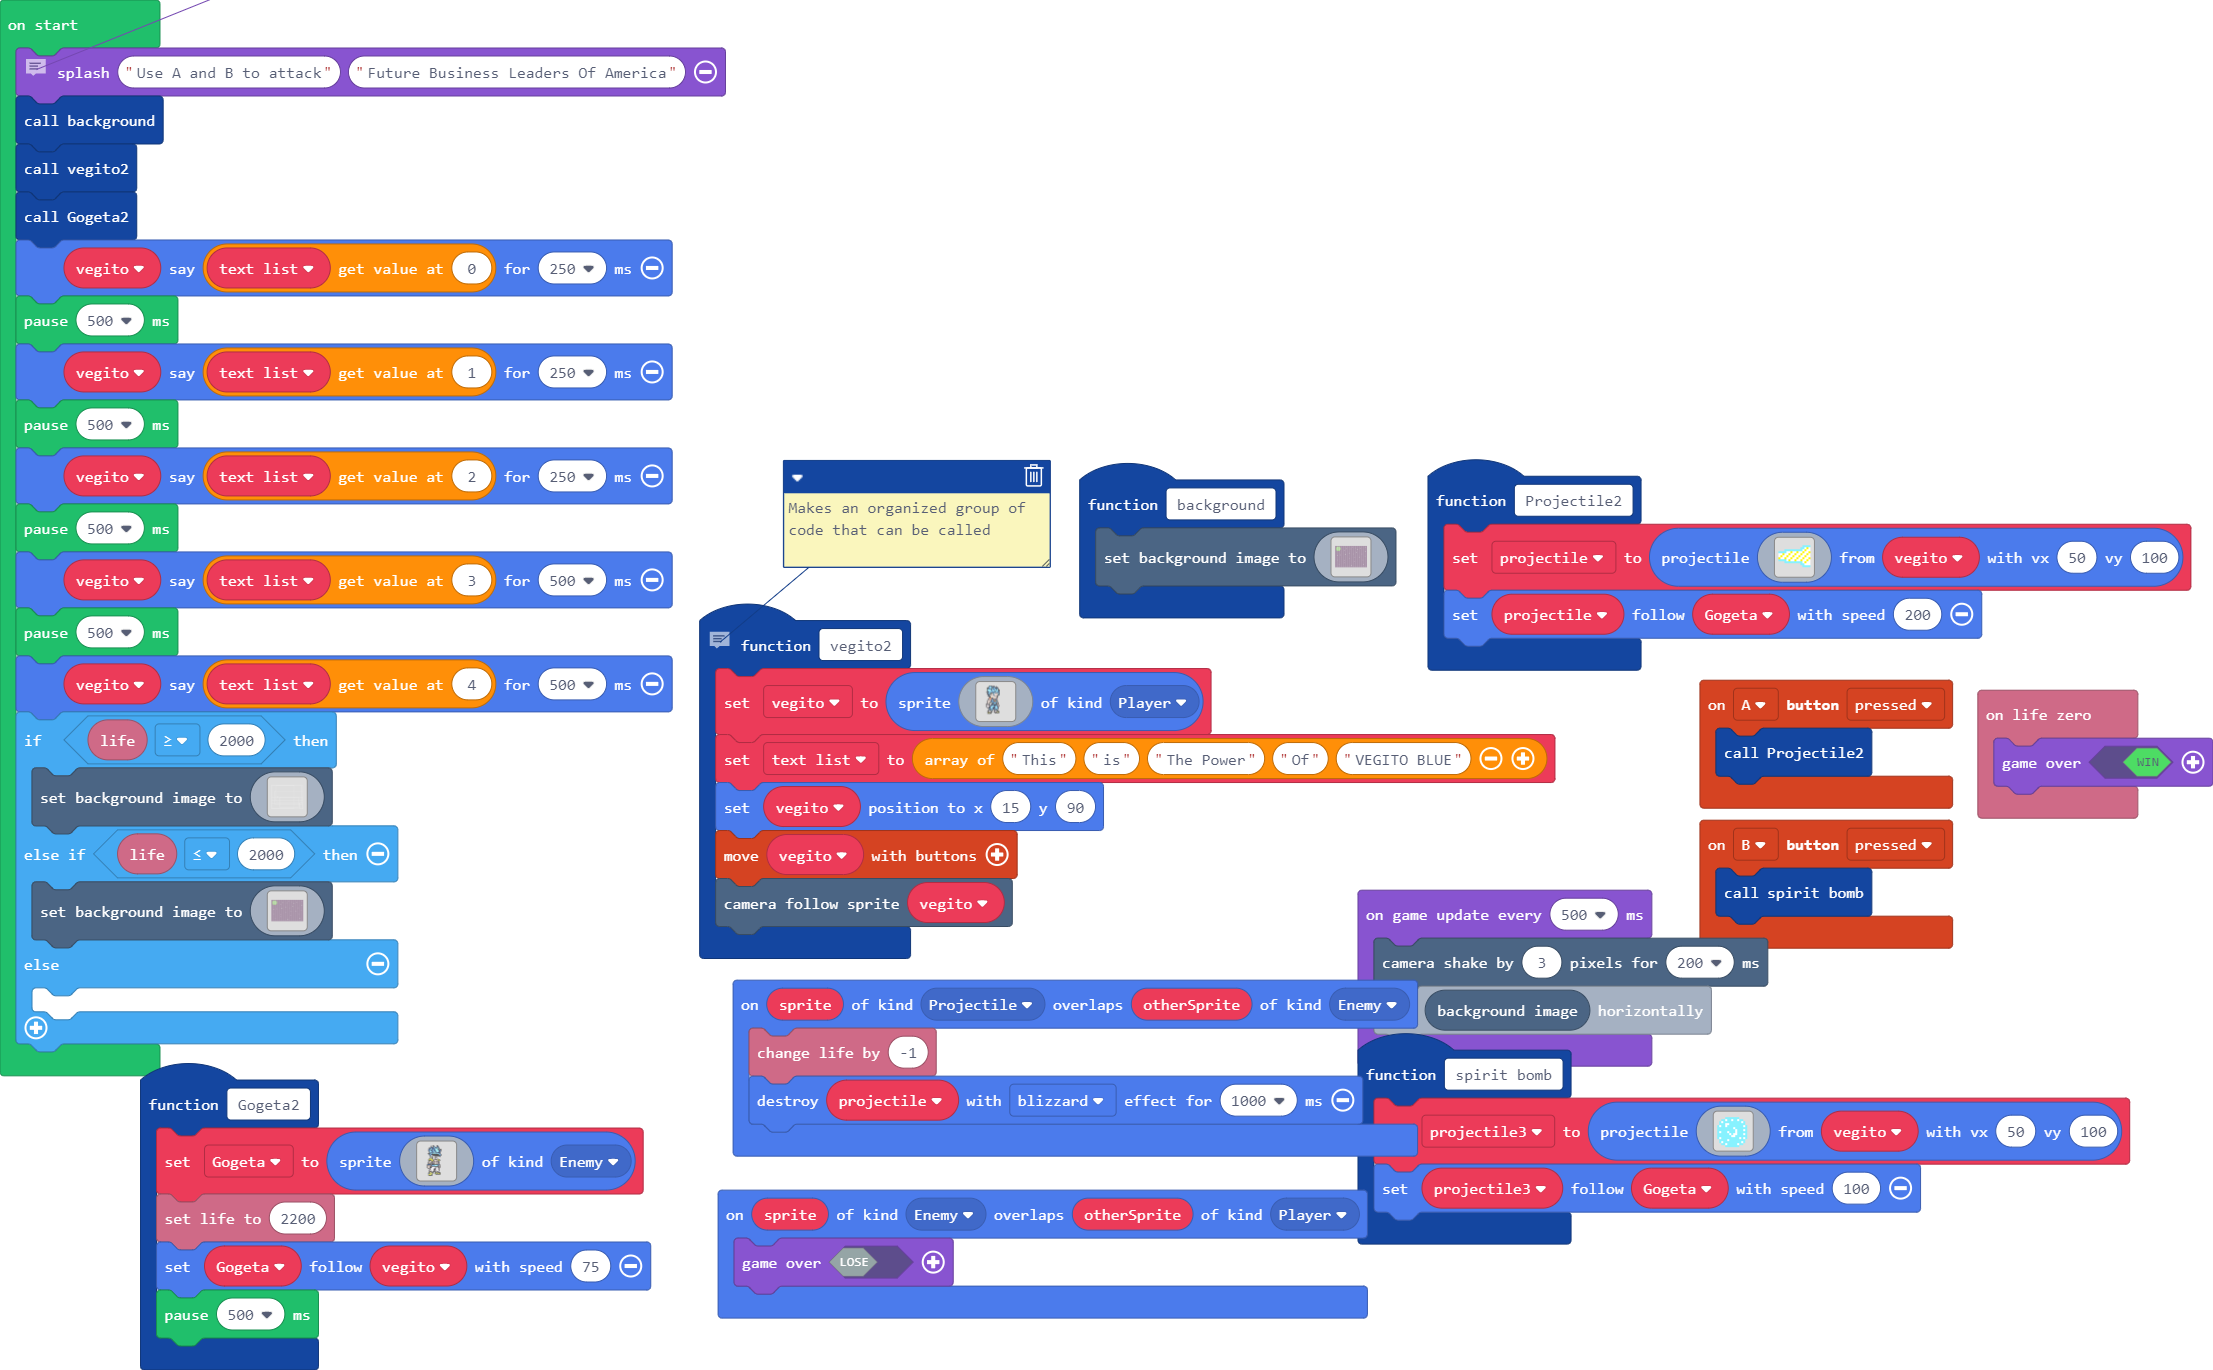 on start
splash "Use A and B to attack" "Future Business Leaders Of America"
call background
call vegito2
call Gogeta2
vegito say text list get value at 0 for 250 ms
pause 500 ms
vegito say text list get value at 1 for 250 ms
pause 500 ms
vegito say text list get value at 2 for 250 ms
pause 500 ms
vegito say text list get value at 3 for 500 ms
pause 500 ms
vegito say text list get value at 4 for 500 ms
if life ≥ 2000 then
set background image to
else if life ≤ 2000 then
set background image to
else
function Gogeta2
set Gogeta to sprite of kind Enemy
set life to 2200
set Gogeta follow vegito with speed 75
pause 500 ms
Makes an organized group of
code that can be called
function vegito2
set vegito to sprite of kind Player
set text list to array of "This" "is" "The Power" "Of" "VEGITO BLUE"
set vegito position to x 15 y 90
move vegito with buttons
camera follow sprite vegito
function background
set background image to
function Projectile2
set projectile to projectile from vegito with vx 50 vy 100
set projectile follow Gogeta with speed 200
on A button pressed
call Projectile2
on life zero
game over WIN
on B button pressed
call spirit bomb
on game update every 500 ms
camera shake by 3 pixels for 200 ms
background image horizontally
on sprite of kind Projectile overlaps otherSprite of kind Enemy
change life by -1
destroy projectile with blizzard effect for 1000 ms
function spirit bomb
projectile3 to projectile from vegito with vx 50 vy 100
set projectile3 follow Gogeta with speed 100
on sprite of kind Enemy overlaps otherSprite of kind Player
game over LOSE